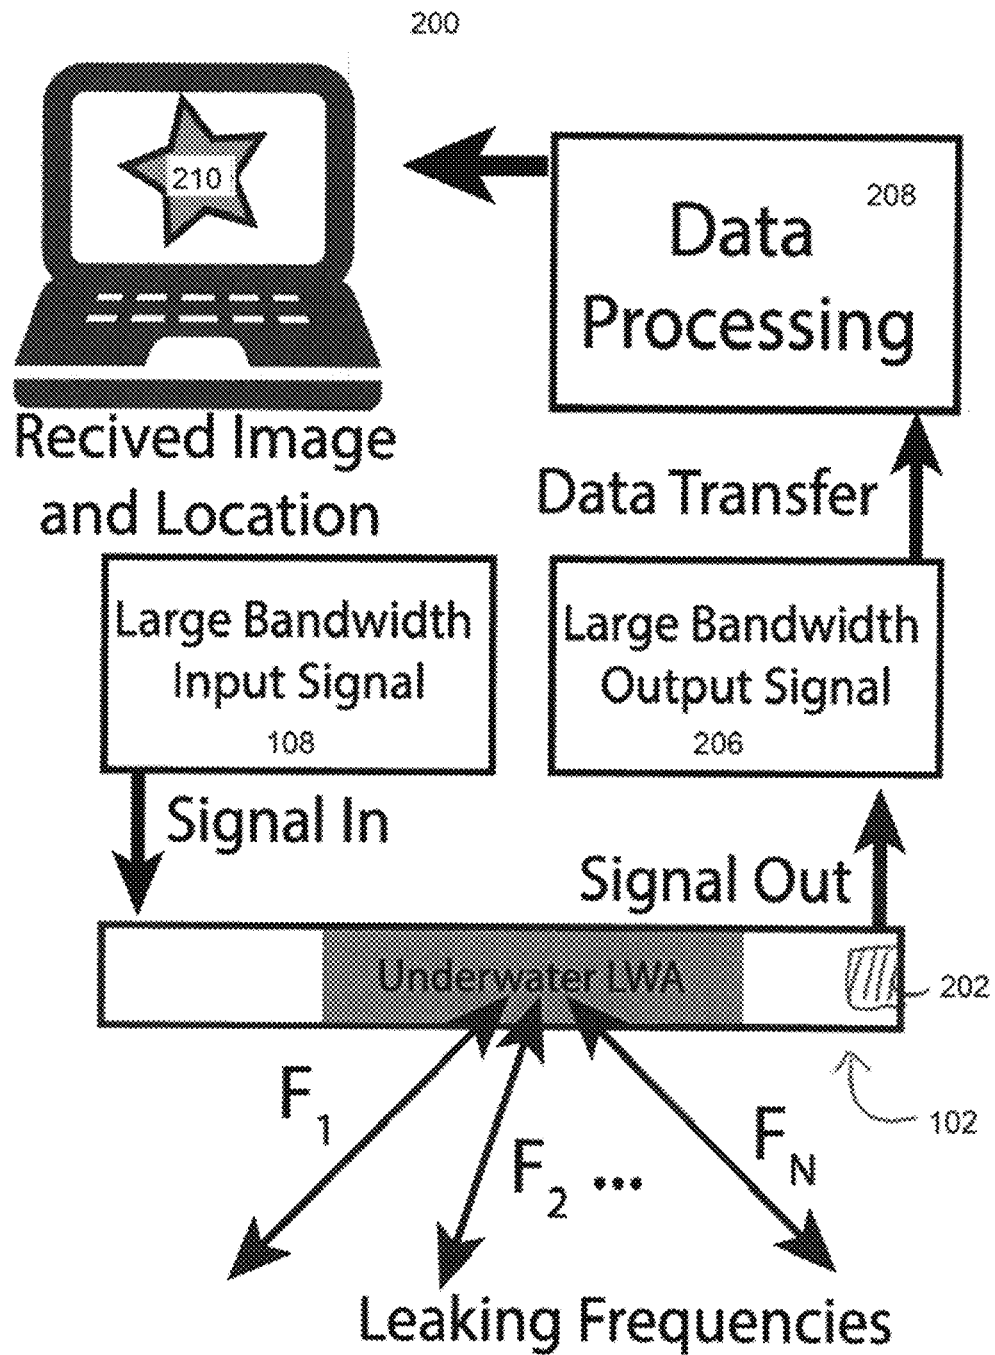 200
210
208
Data
Processing
Recived Image
and Location
Data Transfer
Large Bandwidth
Input Signal
108
Large Bandwidth
Output Signal
206
Signal In
Signal Out
Underwater LWA
202
102
F1
F2 ...
FN
Leaking Frequencies